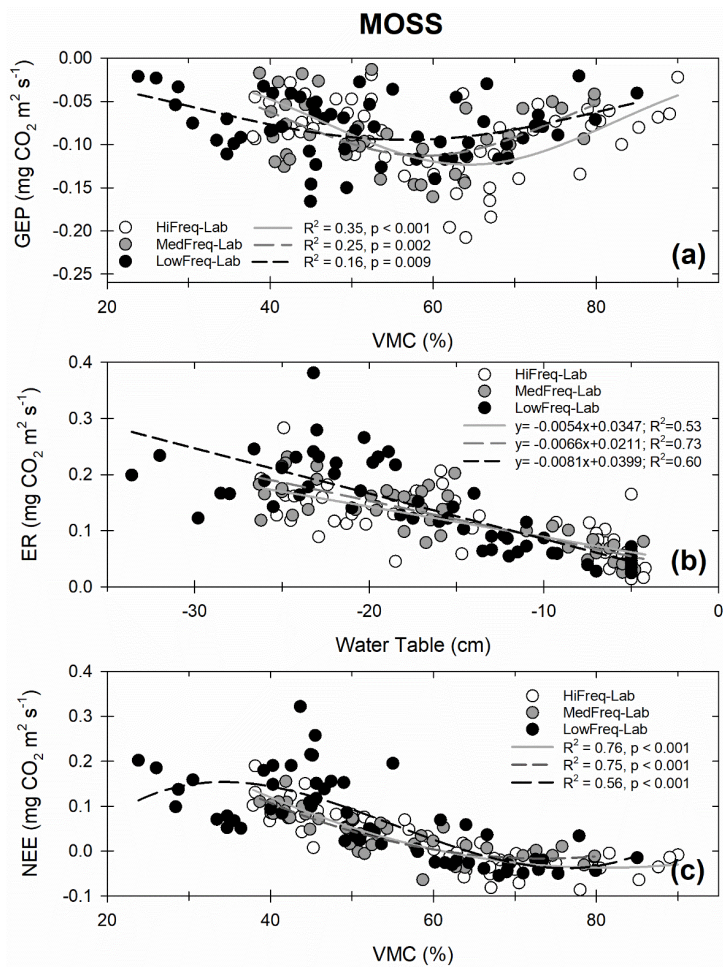 MOSS
0.00
-0.05
-0.10
-0.15
-0.20
-0.25
GEP (mg CO2 m2 s-1)
HiFreq-Lab
MedFreq-Lab
LowFreq-Lab
R2 = 0.35, p < 0.001
R2 = 0.25, p = 0.002
R2 = 0.16, p = 0.009
(a)
20 40 60 80
VMC (%)
0.4
0.3
0.2
0.1
0.0
ER (mg CO2 m2 s-1)
HiFreq-Lab
MedFreq-Lab
LowFreq-Lab
y= -0.0054x+0.0347; R2=0.53
y= -0.0066x+0.0211; R2=0.73
y= -0.0081x+0.0399; R2=0.60
(b)
-30 -20 -10 0
Water Table (cm)
0.4
0.3
0.2
0.1
0.0
-0.1
NEE (mg CO2 m2 s-1)
HiFreq-Lab
MedFreq-Lab
LowFreq-Lab
R2 = 0.76, p < 0.001
R2 = 0.75, p < 0.001
R2 = 0.56, p < 0.001
(c)
20 40 60 80
VMC (%)